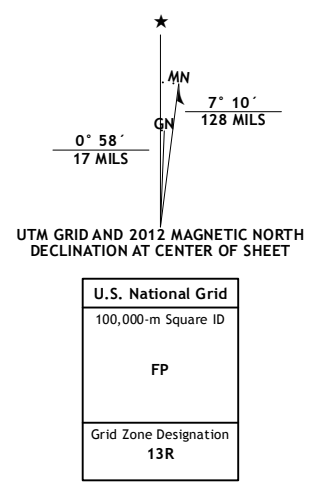 MN
7° 10´
128 MILS
GN
0° 58´
17 MILS
UTM GRID AND 2012 MAGNETIC NORTH
DECLINATION AT CENTER OF SHEET
U.S. National Grid
100,000-m Square ID
FP
Grid Zone Designation
13R